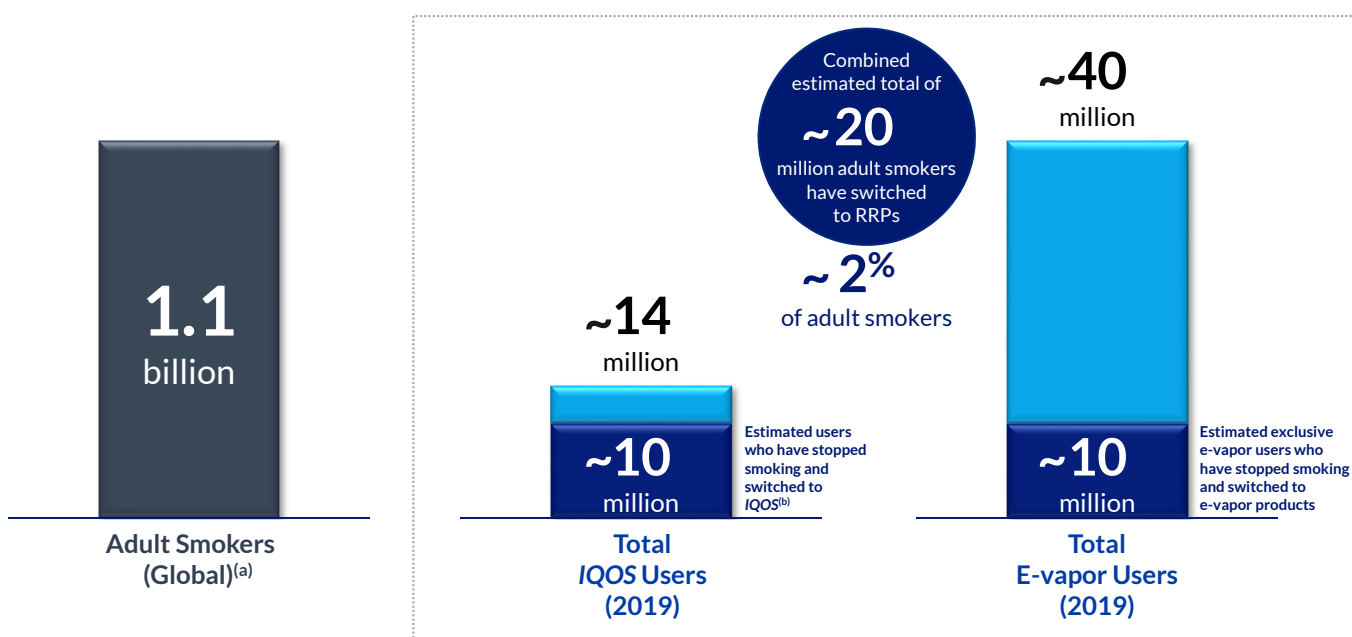 1.1
billion
Adult Smokers
(Global)(a)
~14
million
~10
million
Estimated users
who have stopped
smoking and
switched to
IQOS(b)
Total
IQOS Users
(2019)
Combined
estimated total of
~20
million adult smokers
have switched
to RRPs
~ 2%
of adult smokers
~40
million
~10
million
Estimated exclusive
e-vapor users who
have stopped smoking
and switched to
e-vapor products
Total
E-vapor Users
(2019)